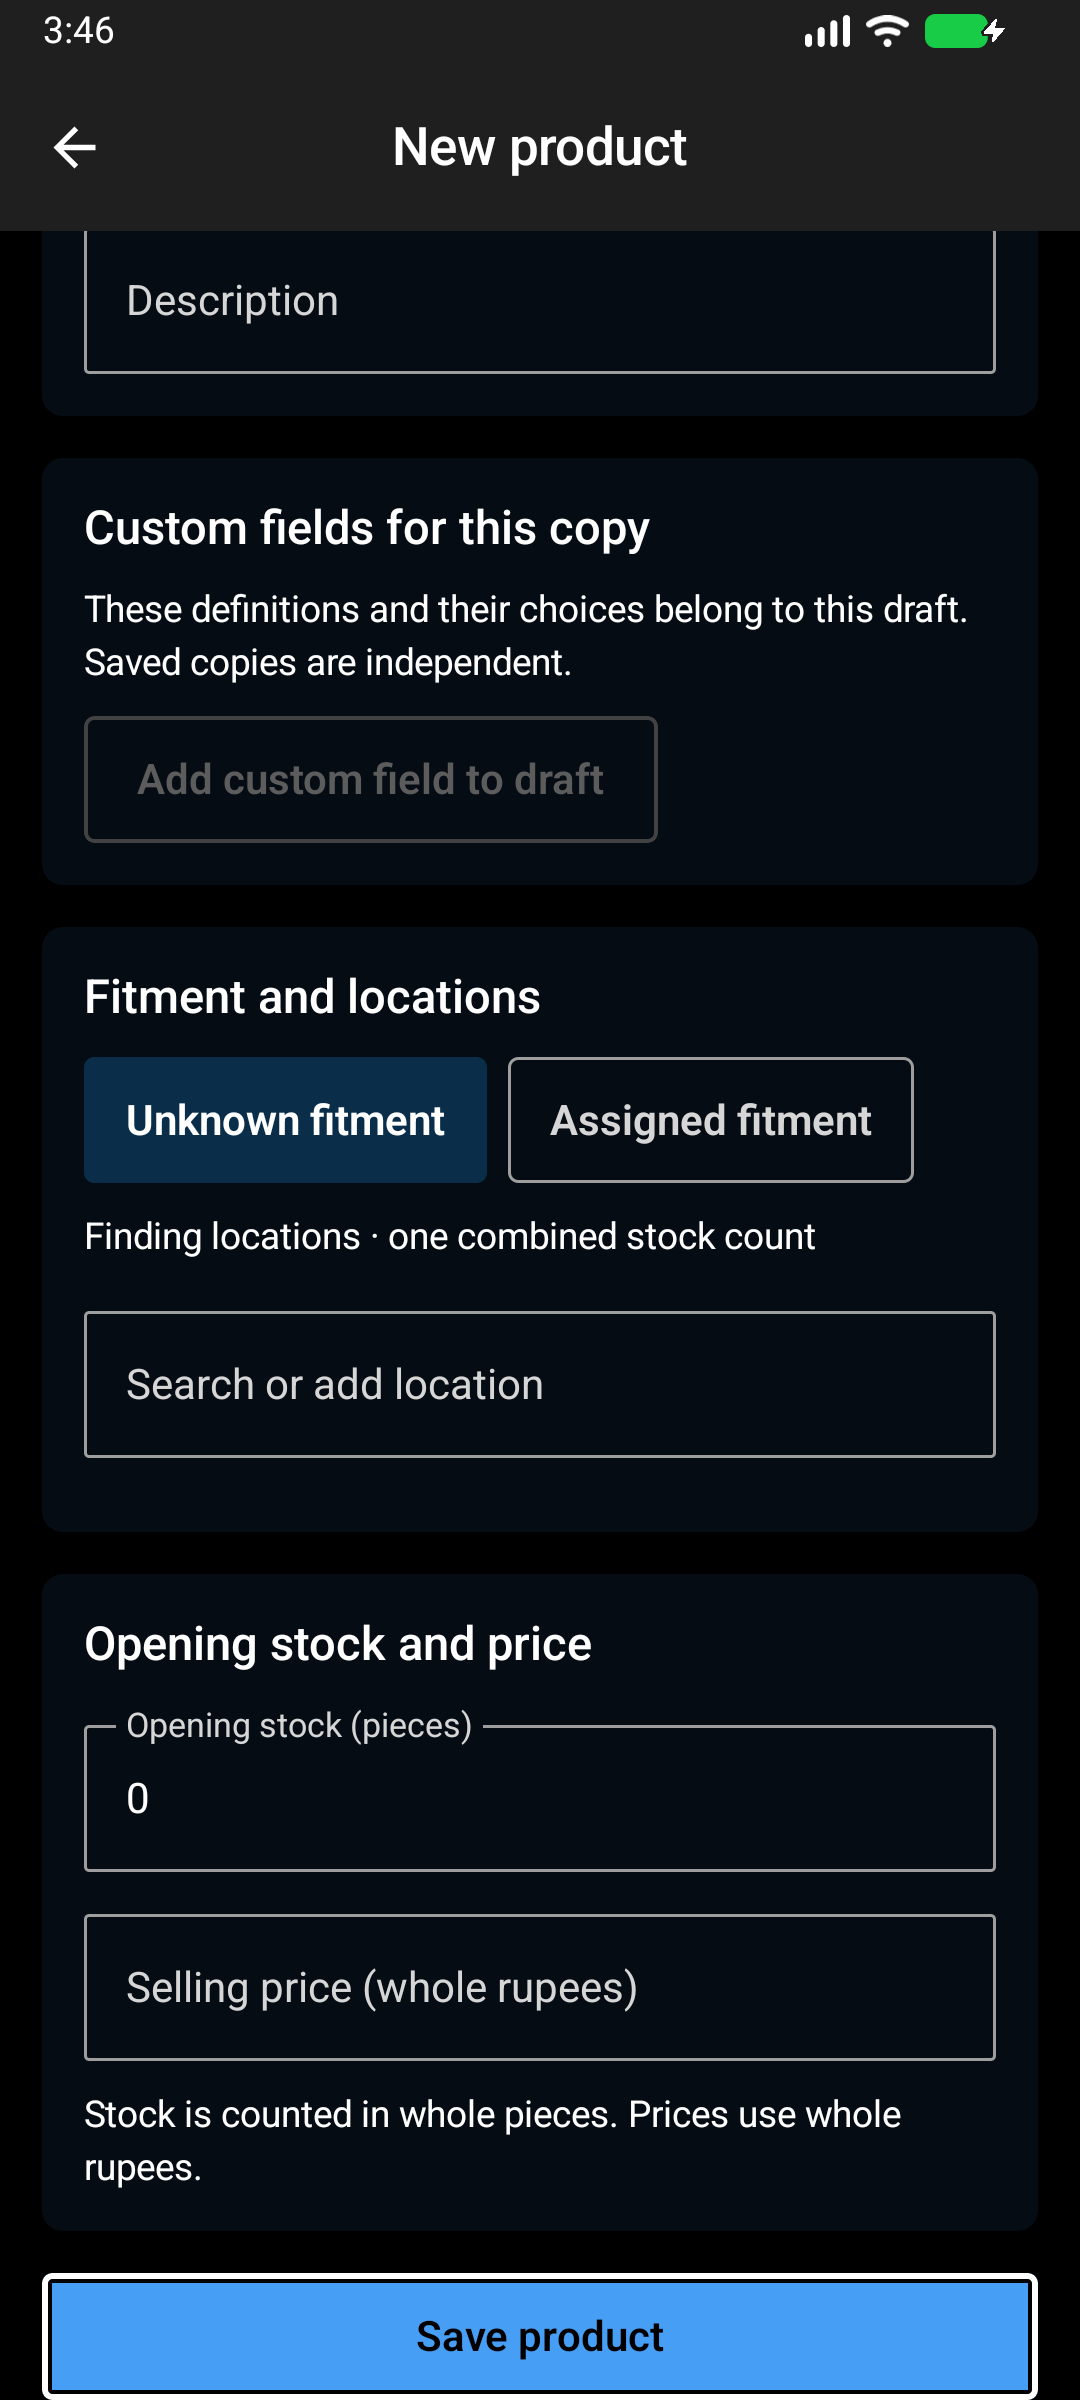 3:46
New product
Description
Custom fields for this copy
These definitions and their choices belong to this draft.
Saved copies are independent.
Add custom field to draft
Fitment and locations
Unknown fitment
Assigned fitment
Finding locations · one combined stock count
Search or add location
Opening stock and price
Opening stock (pieces)
0
Selling price (whole rupees)
Stock is counted in whole pieces. Prices use whole
rupees.
Save product